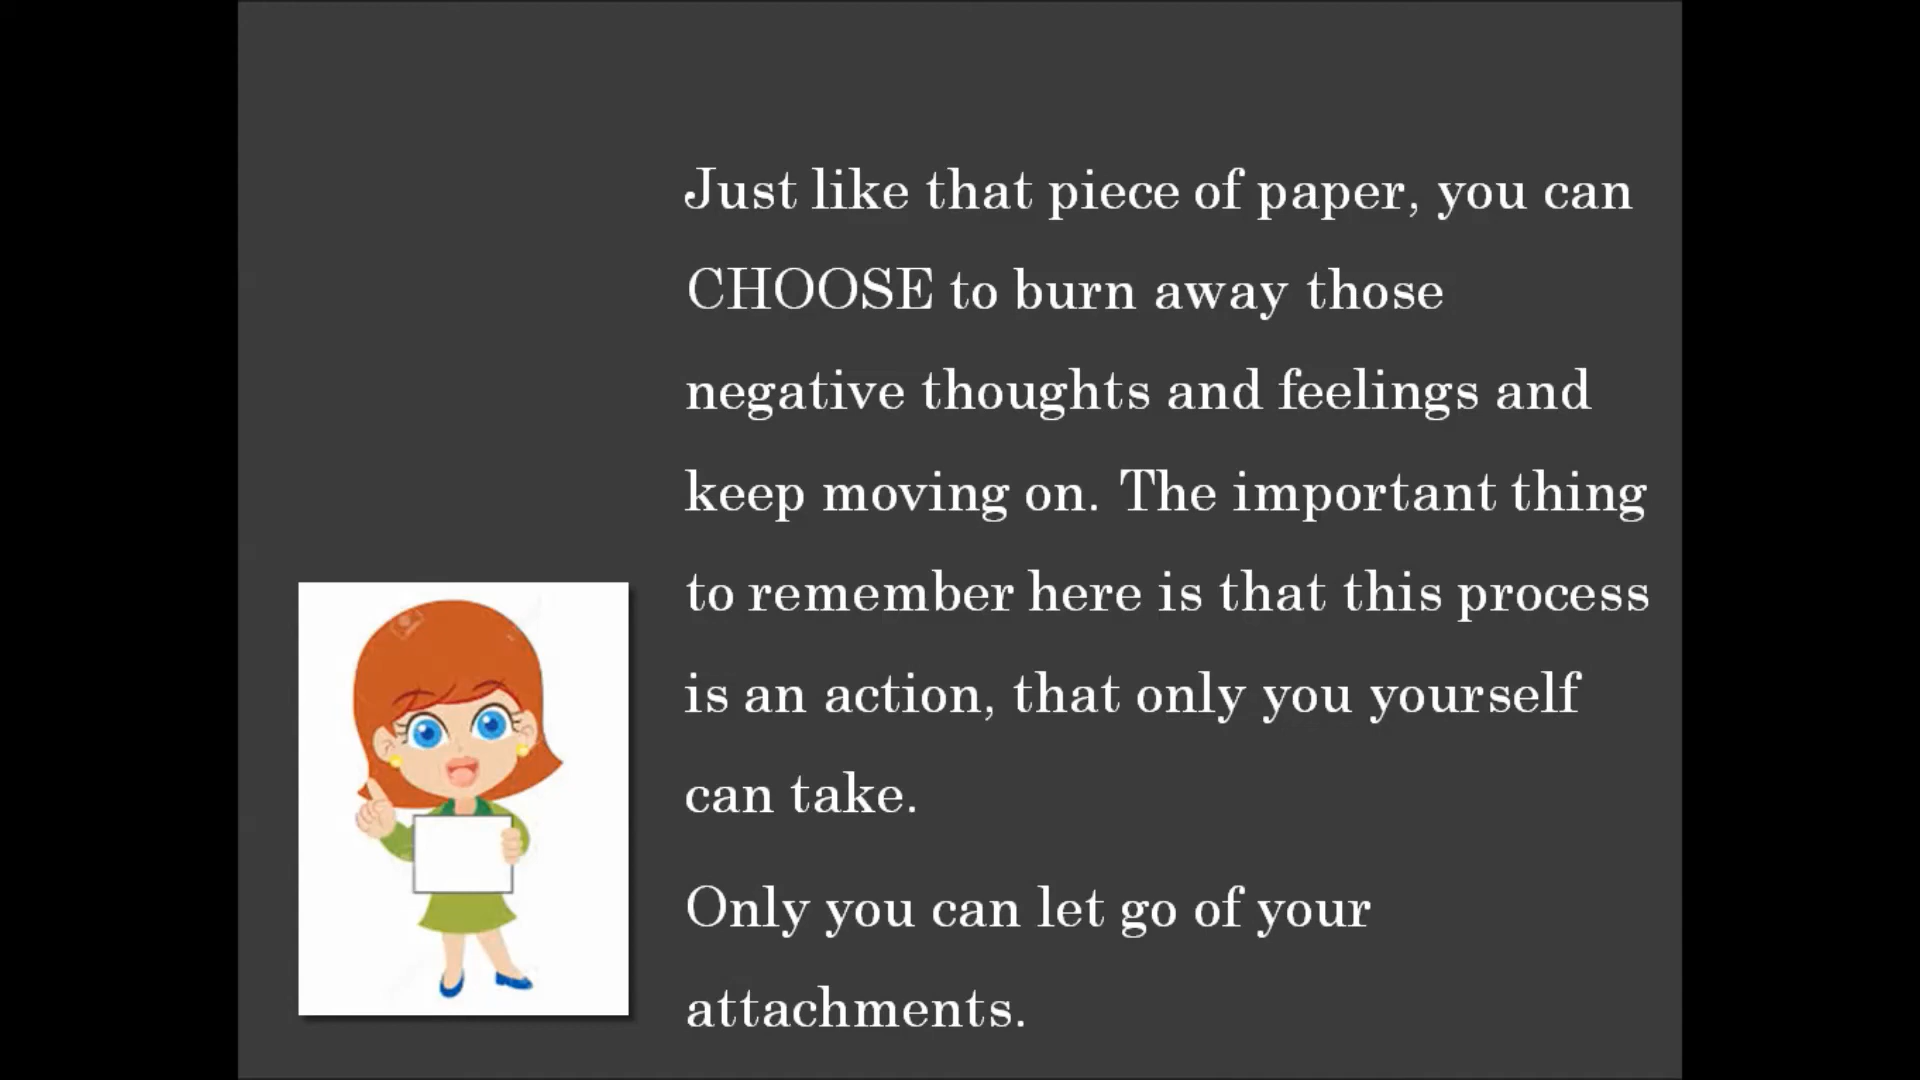 Just like that piece of paper, you can
CHOOSE to burn away those
negative thoughts and feelings and
keep moving on. The important thing
to remember here is that this process
is an action, that only you yourself
can take.
Only you can let go of your
attachments.